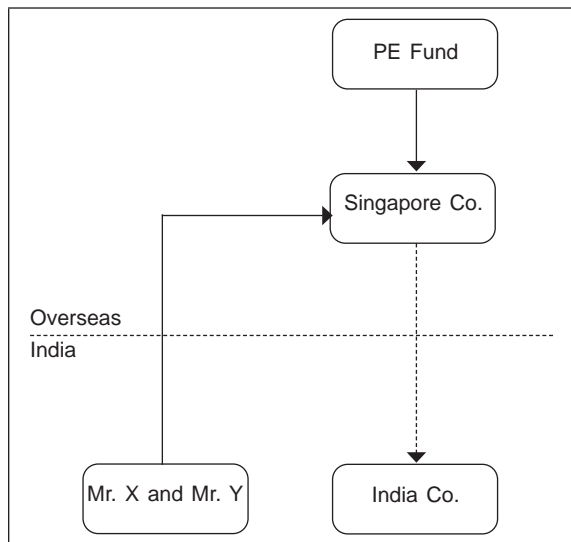 PE Fund
Singapore Co.
Overseas
India
Mr. X and Mr. Y
India Co.